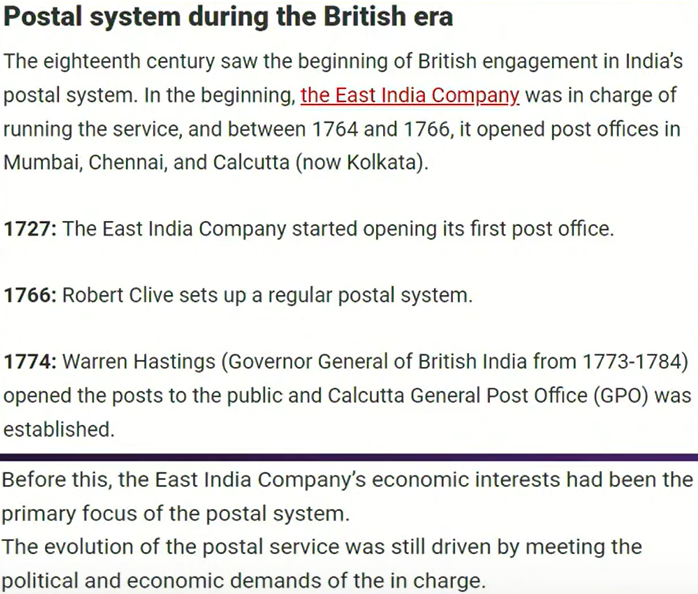 Postal system during the British era
The eighteenth century saw the beginning of British engagement in India's
postal system. In the beginning, the East India Company was in charge of
running the service, and between 1764 and 1766, it opened post offices in
Mumbai, Chennai, and Calcutta (now Kolkata).
1727: The East India Company started opening its first post office.
1766: Robert Clive sets up a regular postal system.
1774: Warren Hastings (Governor General of British India from 1773-1784)
opened the posts to the public and Calcutta General Post Office (GPO) was
established.
Before this, the East India Company's economic interests had been the
primary focus of the postal system.
The evolution of the postal service was still driven by meeting the
political and economic demands of the in charge.